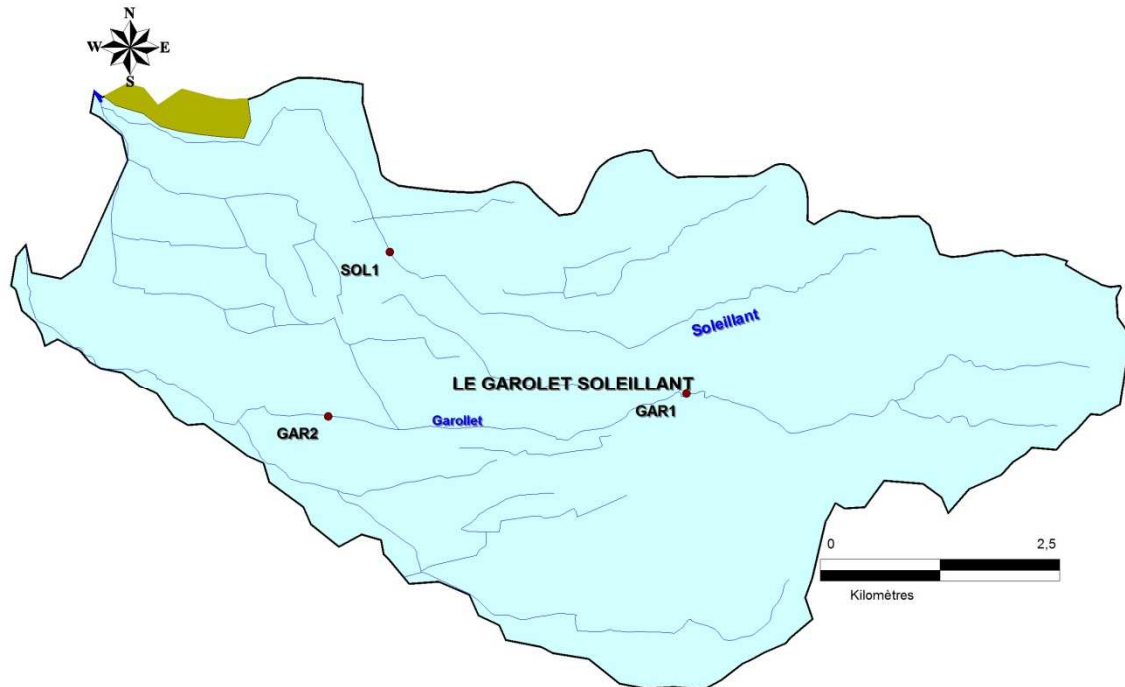 N
W E
S
SOL1
Soleillant
LE GAROLET SOLEILLANT
GAR1
Garollet
GAR2
0 2,5
Kilomètres